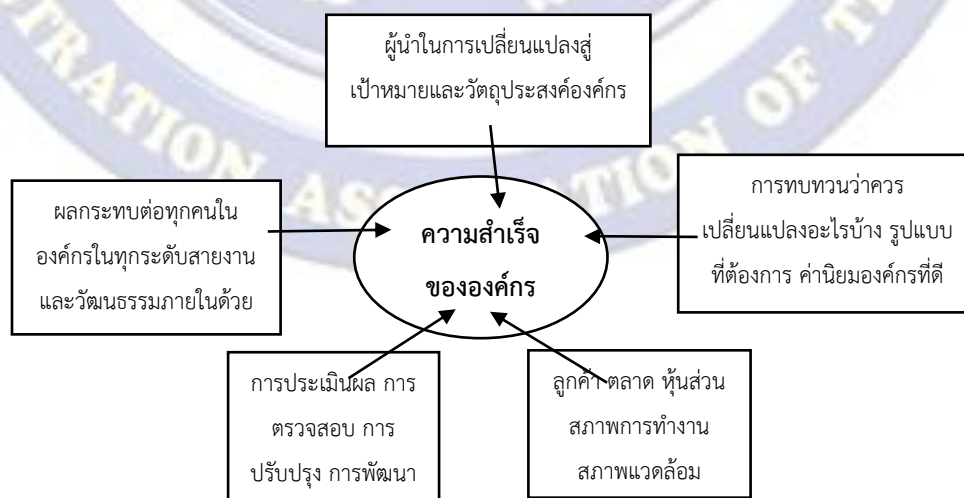 ผู้นำในการเปลี่ยนแปลงสู่
เป้าหมายและวัตถุประสงค์องค์กร
ผลกระทบต่อทุกคนใน
องค์กรในทุกระดับสายงาน
และวัฒนธรรมภายในด้วย
ความสำเร็จ
ขององค์กร
การทบทวนว่าควร
เปลี่ยนแปลงอะไรบ้าง รูปแบบ
ที่ต้องการ ค่านิยมองค์กรที่ดี
การประเมินผล การ
ตรวจสอบ การ
ปรับปรุง การพัฒนา
ลูกค้า ตลาด หุ้นส่วน
สภาพการทำงาน
สภาพแวดล้อม
TRATION ASSOCIATION OF T